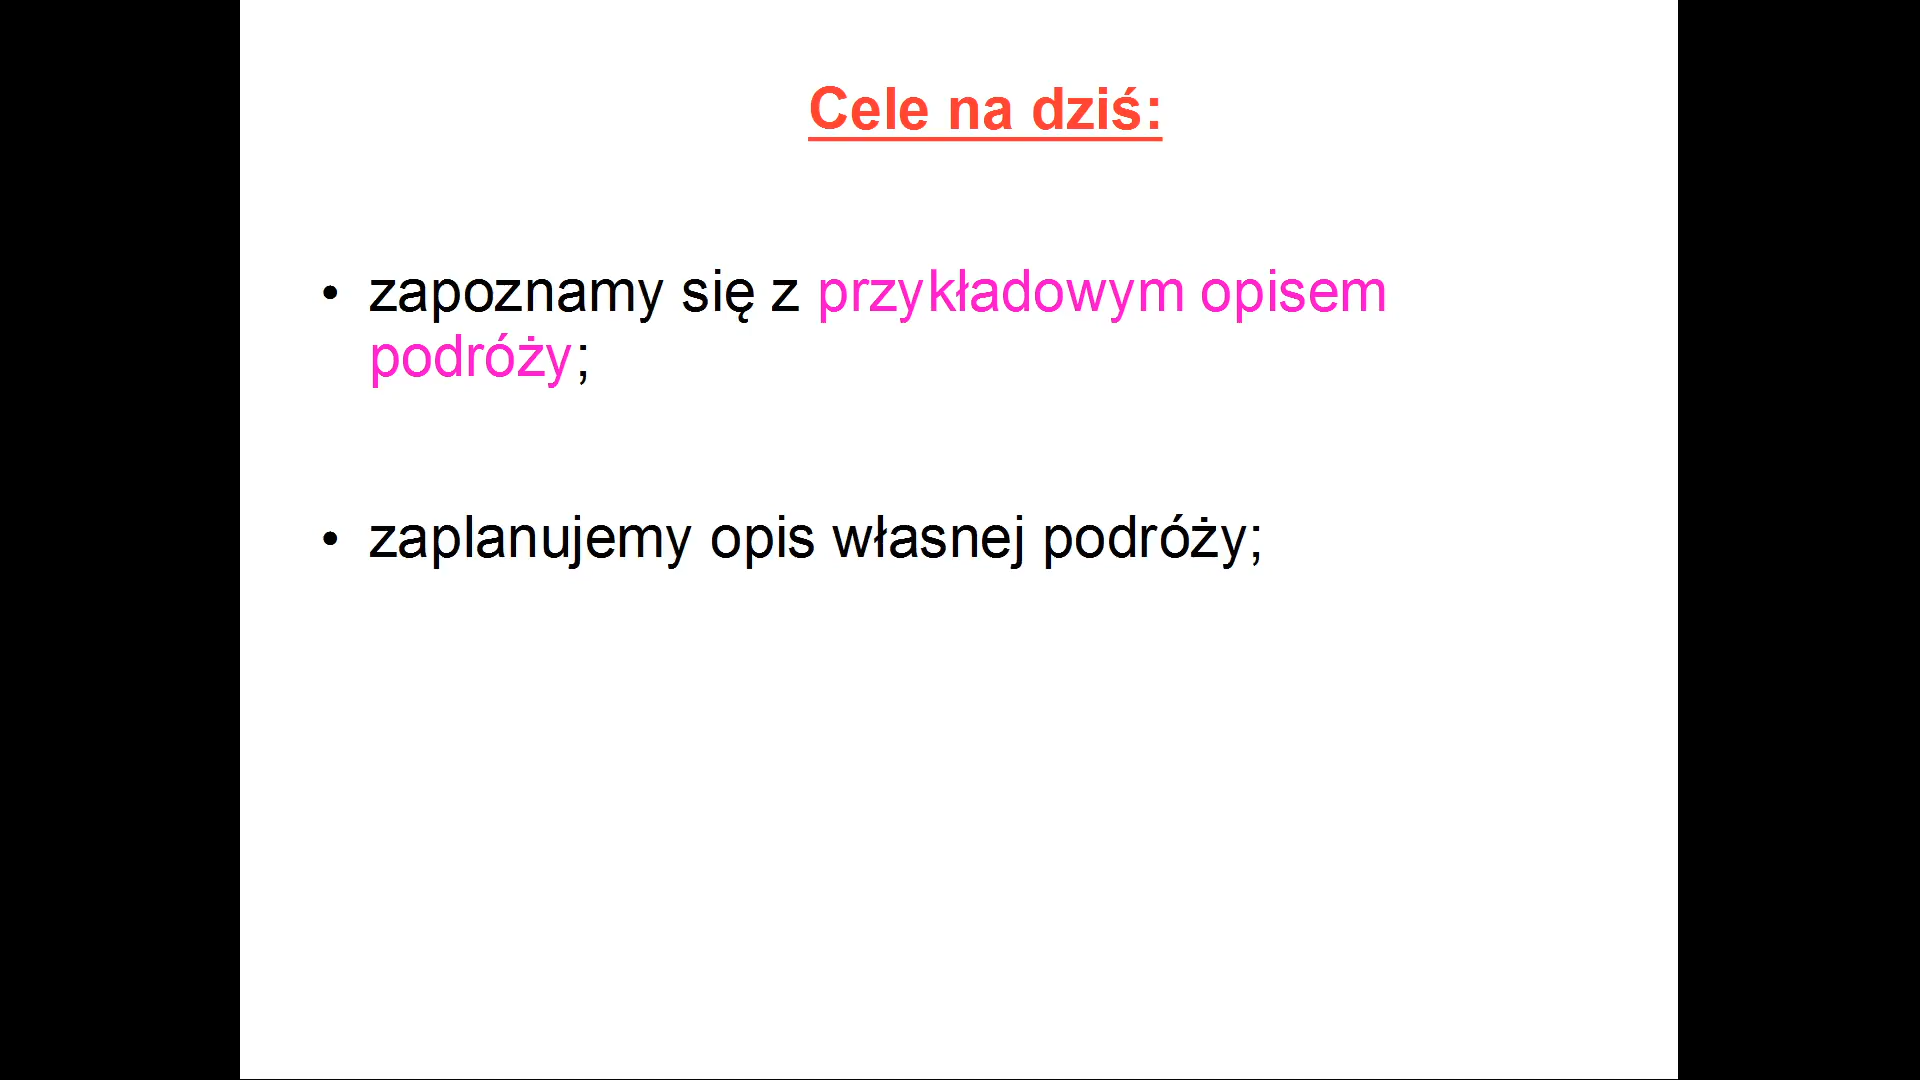 Cele na dziś:
• zapoznamy się z przykładowym opisem
podróży;
• zaplanujemy opis własnej podróży;